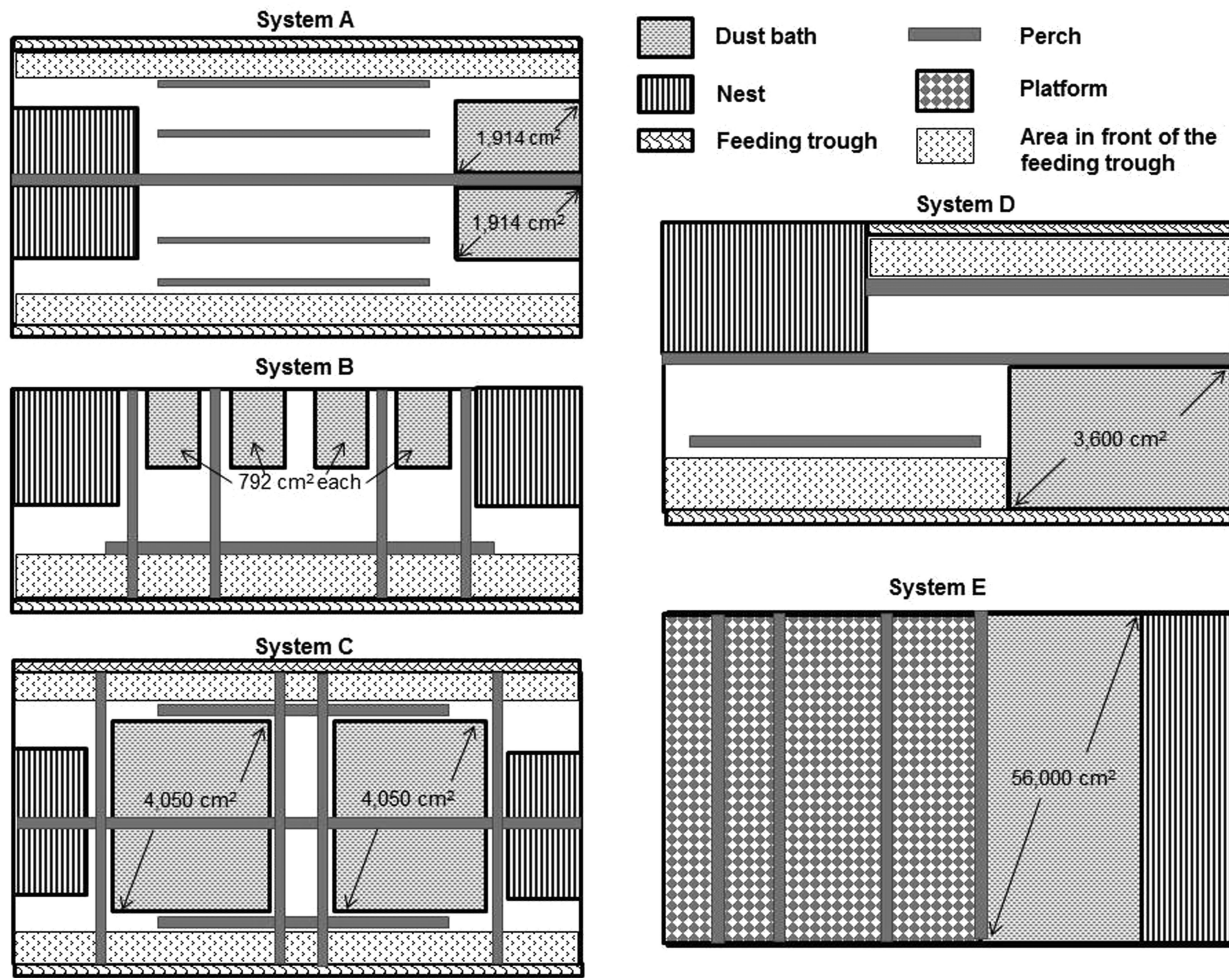 System A
1,914 cm²
1,914 cm²
System B
792 cm² each
System C
4,050 cm²
4,050 cm²
Dust bath
Perch
Nest
Platform
Feeding trough
Area in front of the
feeding trough
System D
3,600 cm²
System E
56,000 cm²